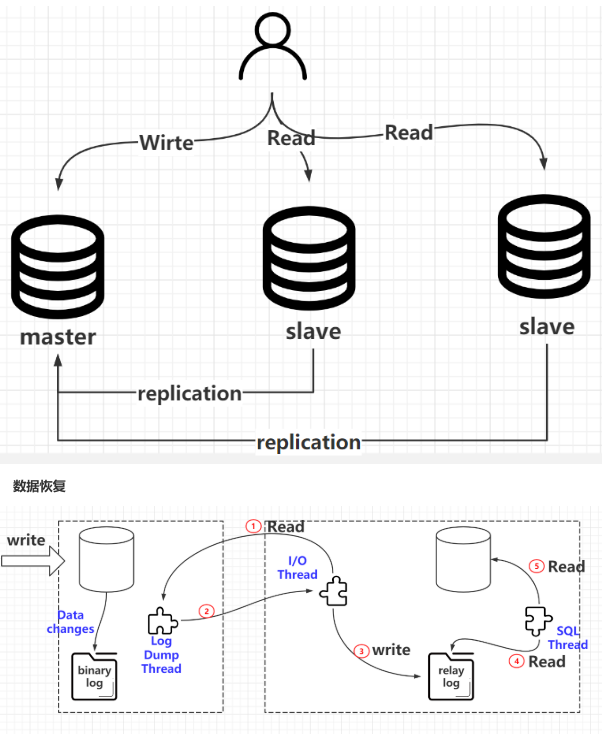 Wirte
Read
Read
master
slave
slave
replication
replication
数据恢复
write
① Read
I/O
Thread
⑤ Read
②
Data
changes
Log
Dump
Thread
SQL
Thread
③ write
④ Read
binary
log
relay
log